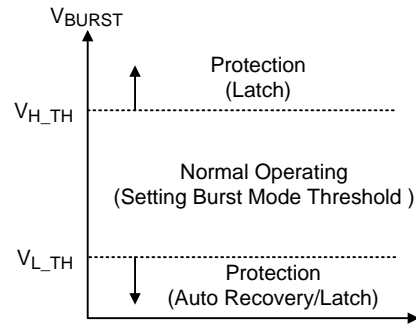 VBURST
Protection
(Latch)
VH_TH
Normal Operating
(Setting Burst Mode Threshold )
VL_TH
Protection
(Auto Recovery/Latch)